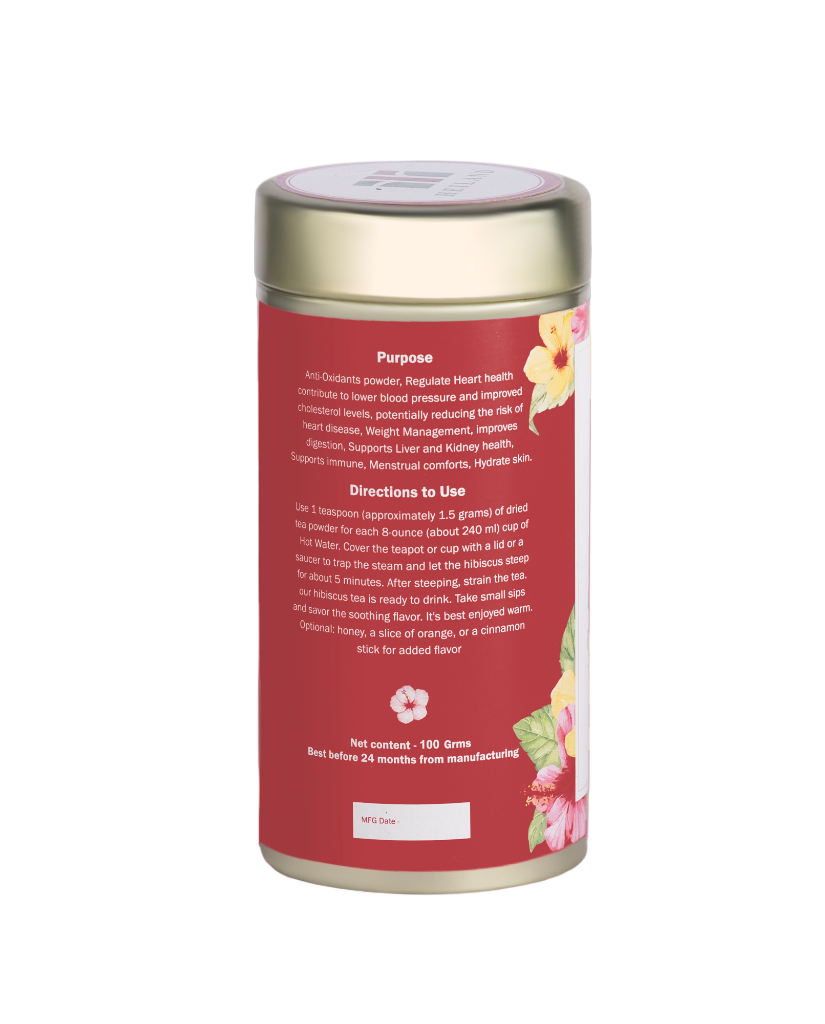 HEILAND
Purpose
Anti-Oxidants powder, Regulate Heart health
contribute to lower blood pressure and improved
cholesterol levels, potentially reducing the risk of
heart disease, Weight Management, improves
digestion, Supports Liver and Kidney health,
Supports immune, Menstrual comforts, Hydrate skin.
Directions to Use
Use 1 teaspoon (approximately 1.5 grams) of dried
tea powder for each 8-ounce (about 240 ml) cup of
Hot Water. Cover the teapot or cup with a lid or a
saucer to trap the steam and let the hibiscus steep
for about 5 minutes. After steeping, strain the tea.
our hibiscus tea is ready to drink. Take small sips
and savor the soothing flavor. It's best enjoyed warm.
Optional: honey, a slice of orange, or a cinnamon
stick for added flavor
Net content - 100 Grms
Best before 24 months from manufacturing
MFG Date